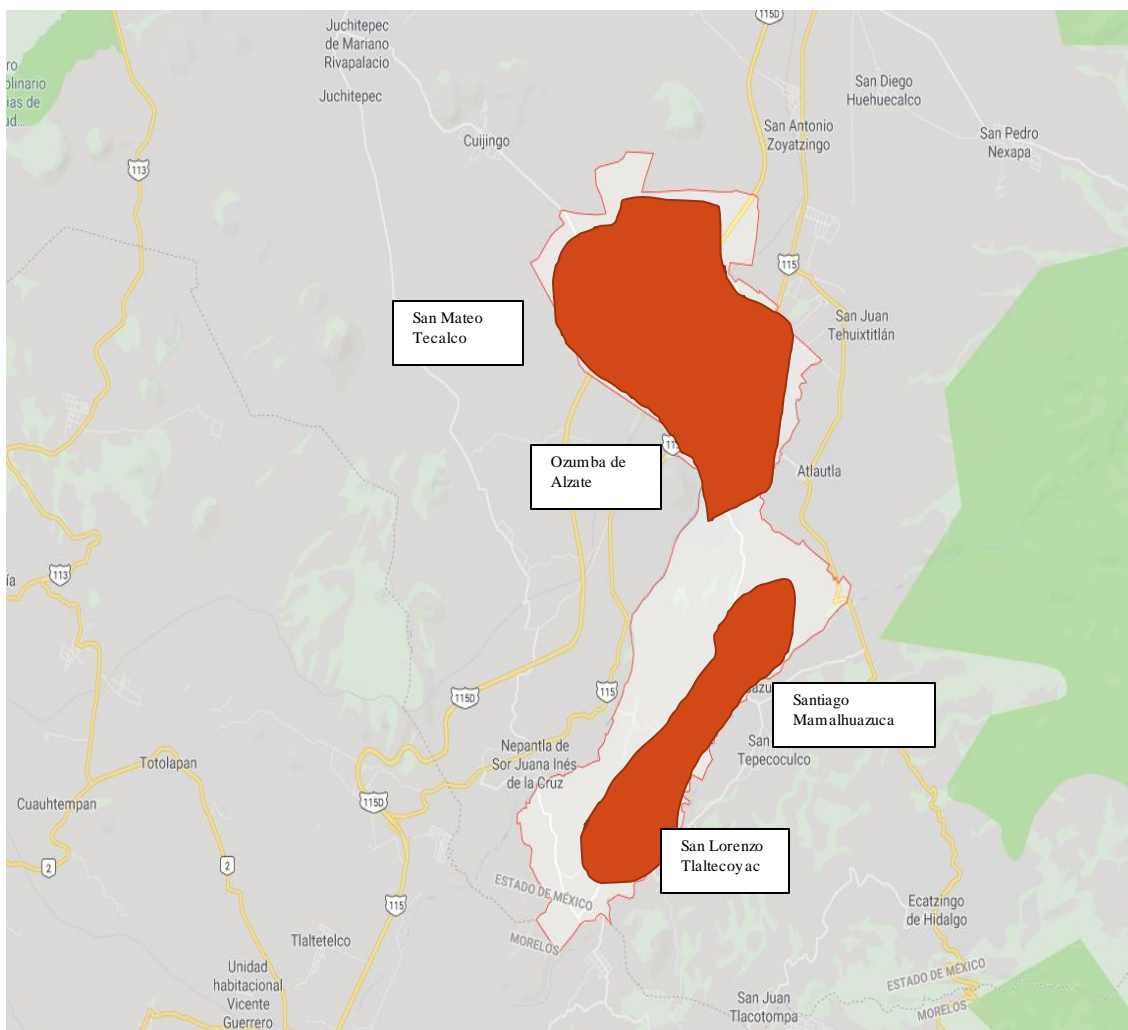 115D
Juchitepec
de Mariano
Rivapalacio
San Diego
Huehuecalco
Juchitepec
San Antonio
Zoyatzingo
Cuijingo
San Pedro
Nexapa
113
115
San Mateo
Tecalco
San Juan
Tehuixtitlán
Ozumba de
Alzate
Atlautla
113
115D
115
Santiago
Mamalhuazuca
San
Tepecoculco
Nepantla de
Sor Juana Inés
de la Cruz
Totolapan
Cuauhtempan
115D
San Lorenzo
Tlaltecoyac
2
2
ESTADO DE MÉXICO
115
Ecatzingo
de Hidalgo
Tlaltetelco
MORELOS
Unidad
habitacional
Vicente
Guerrero
ESTADO DE MÉXICO
MORELOS
San Juan
Tlacotompa